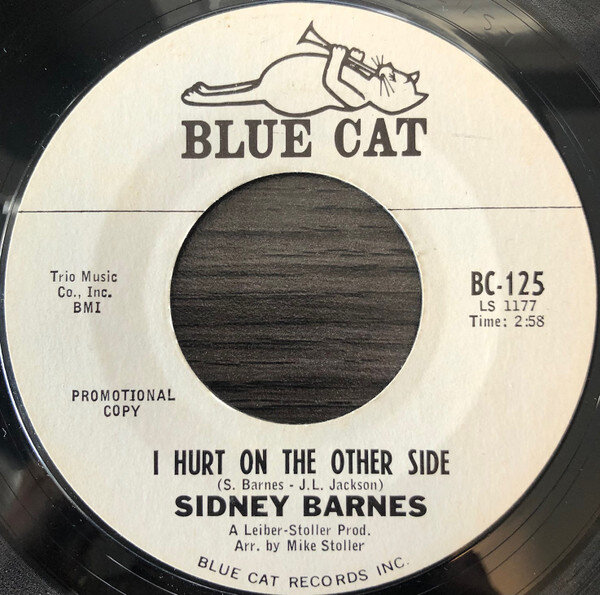 BLUE CAT
Trio Music
Co., Inc.
BMI
BC-125
LS 1177
Time: 2:58
PROMOTIONAL
COPY
I HURT ON THE OTHER SIDE
(S. Barnes - J.L. Jackson)
SIDNEY BARNES
A Leiber-Stoller Prod.
Arr. by Mike Stoller
BLUE CAT RECORDS INC.